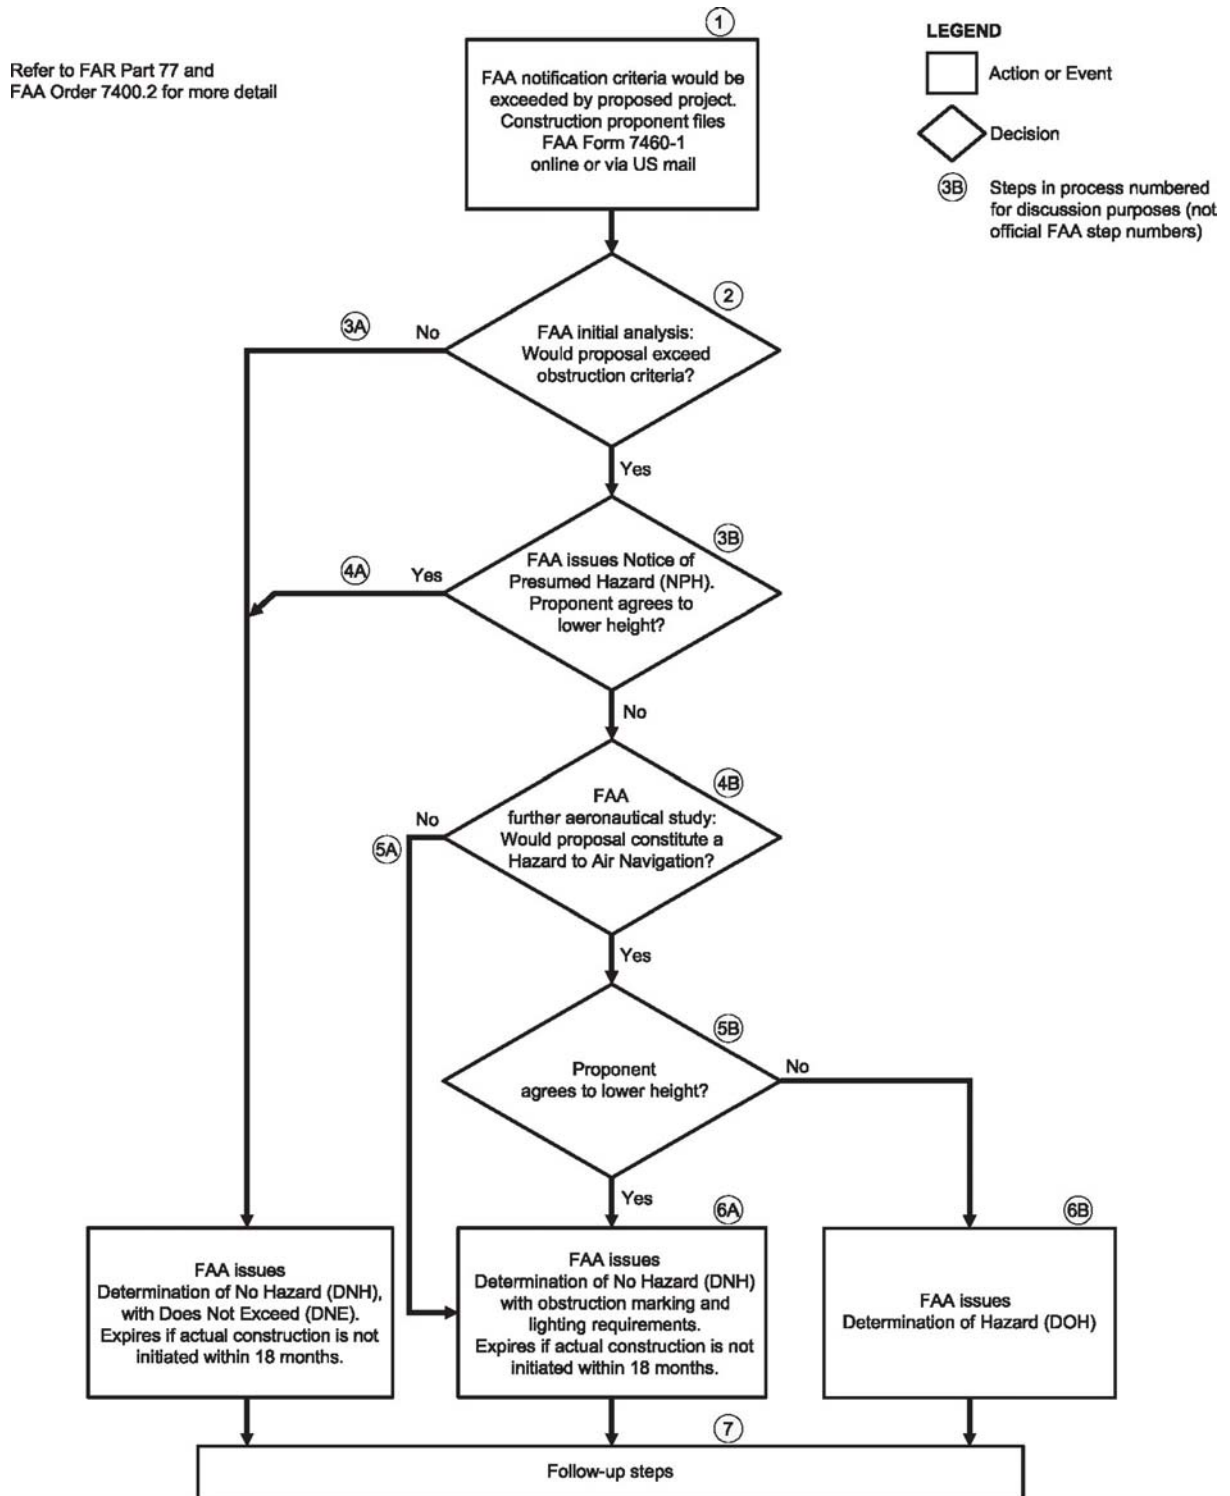 Refer to FAR Part 77 and
FAA Order 7400.2 for more detail
LEGEND
Action or Event
Decision
3B
Steps in process numbered
for discussion purposes (not
official FAA step numbers)
1
FAA notification criteria would be
exceeded by proposed project.
Construction proponent files
FAA Form 7460-1
online or via US mail
2
FAA initial analysis:
Would proposal exceed
obstruction criteria?
3A
No
Yes
3B
FAA issues Notice of
Presumed Hazard (NPH).
Proponent agrees to
lower height?
4A
Yes
No
4B
FAA
further aeronautical study:
Would proposal constitute a
Hazard to Air Navigation?
No
5A
Yes
5B
Proponent
agrees to lower height?
No
Yes
FAA issues
Determination of No Hazard (DNH),
with Does Not Exceed (DNE).
Expires if actual construction is not
initiated within 18 months.
6A
FAA issues
Determination of No Hazard (DNH)
with obstruction marking and
lighting requirements.
Expires if actual construction is not
initiated within 18 months.
6B
FAA issues
Determination of Hazard (DOH)
7
Follow-up steps